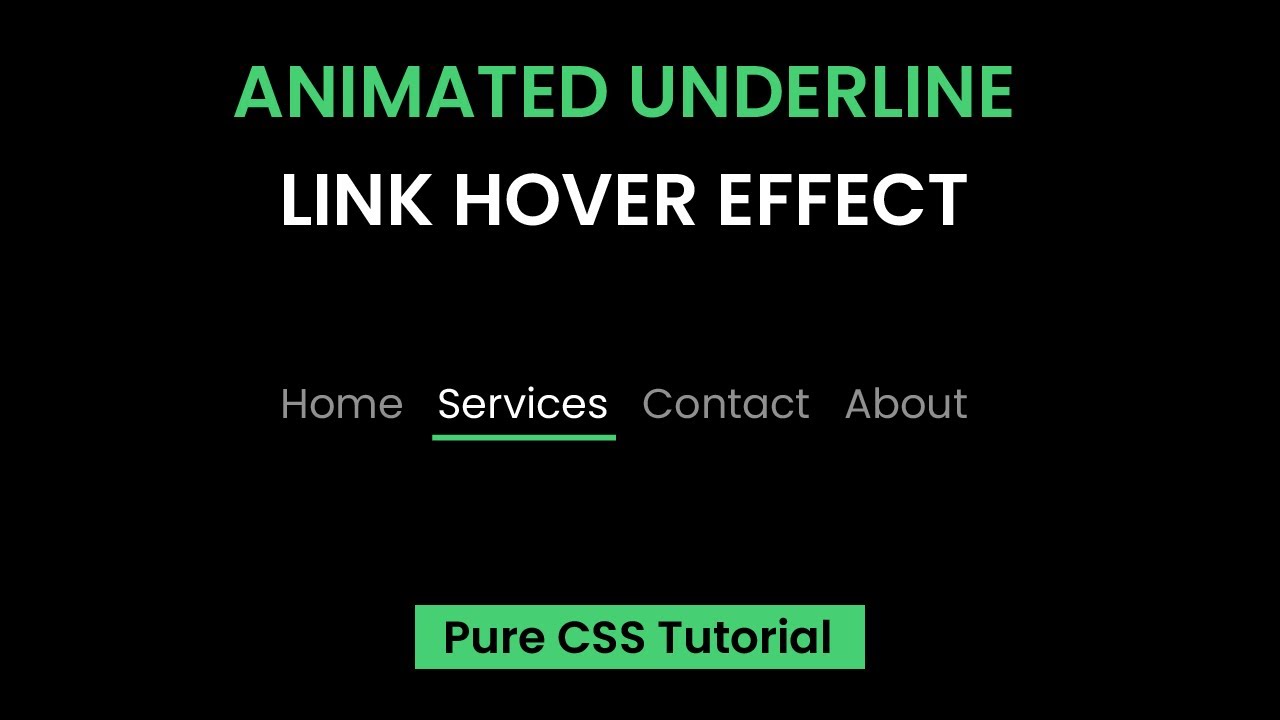 ANIMATED UNDERLINE
LINK HOVER EFFECT
Home Services Contact About
Pure CSS Tutorial